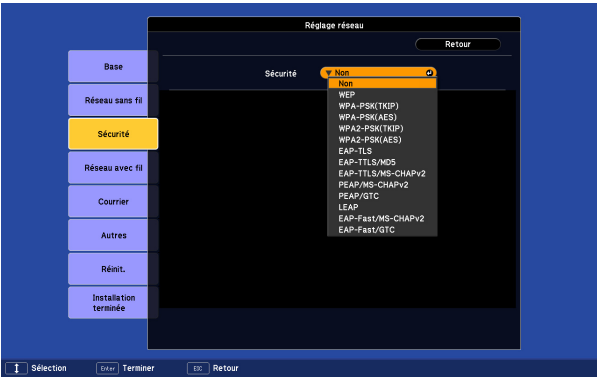 Réglage réseau
Retour
Base
Réseau sans fil
Sécurité
Réseau avec fil
Courrier
Autres
Réinit.
Installation
terminée
Sécurité
Non
Non
WEP
WPA-PSK(TKIP)
WPA-PSK(AES)
WPA2-PSK(TKIP)
WPA2-PSK(AES)
EAP-TLS
EAP-TTLS/MD5
EAP-TTLS/MS-CHAPv2
PEAP/MS-CHAPv2
PEAP/GTC
LEAP
EAP-Fast/MS-CHAPv2
EAP-Fast/GTC
Sélection Enter Terminer ESC Retour